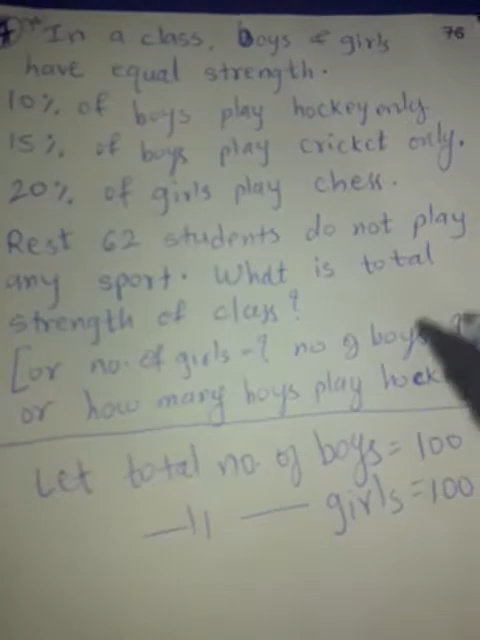 In a class, boys & girls 76
have equal strength.
10% of boys play hockey only.
15% of boys play cricket only.
20% of girls play chess.
Rest 62 students do not play
any sport. What is total
strength of class?
[or no. of girls - ? no of boys ?
or how many boys play hock
Let total no. of boys = 100
—||— girls = 100